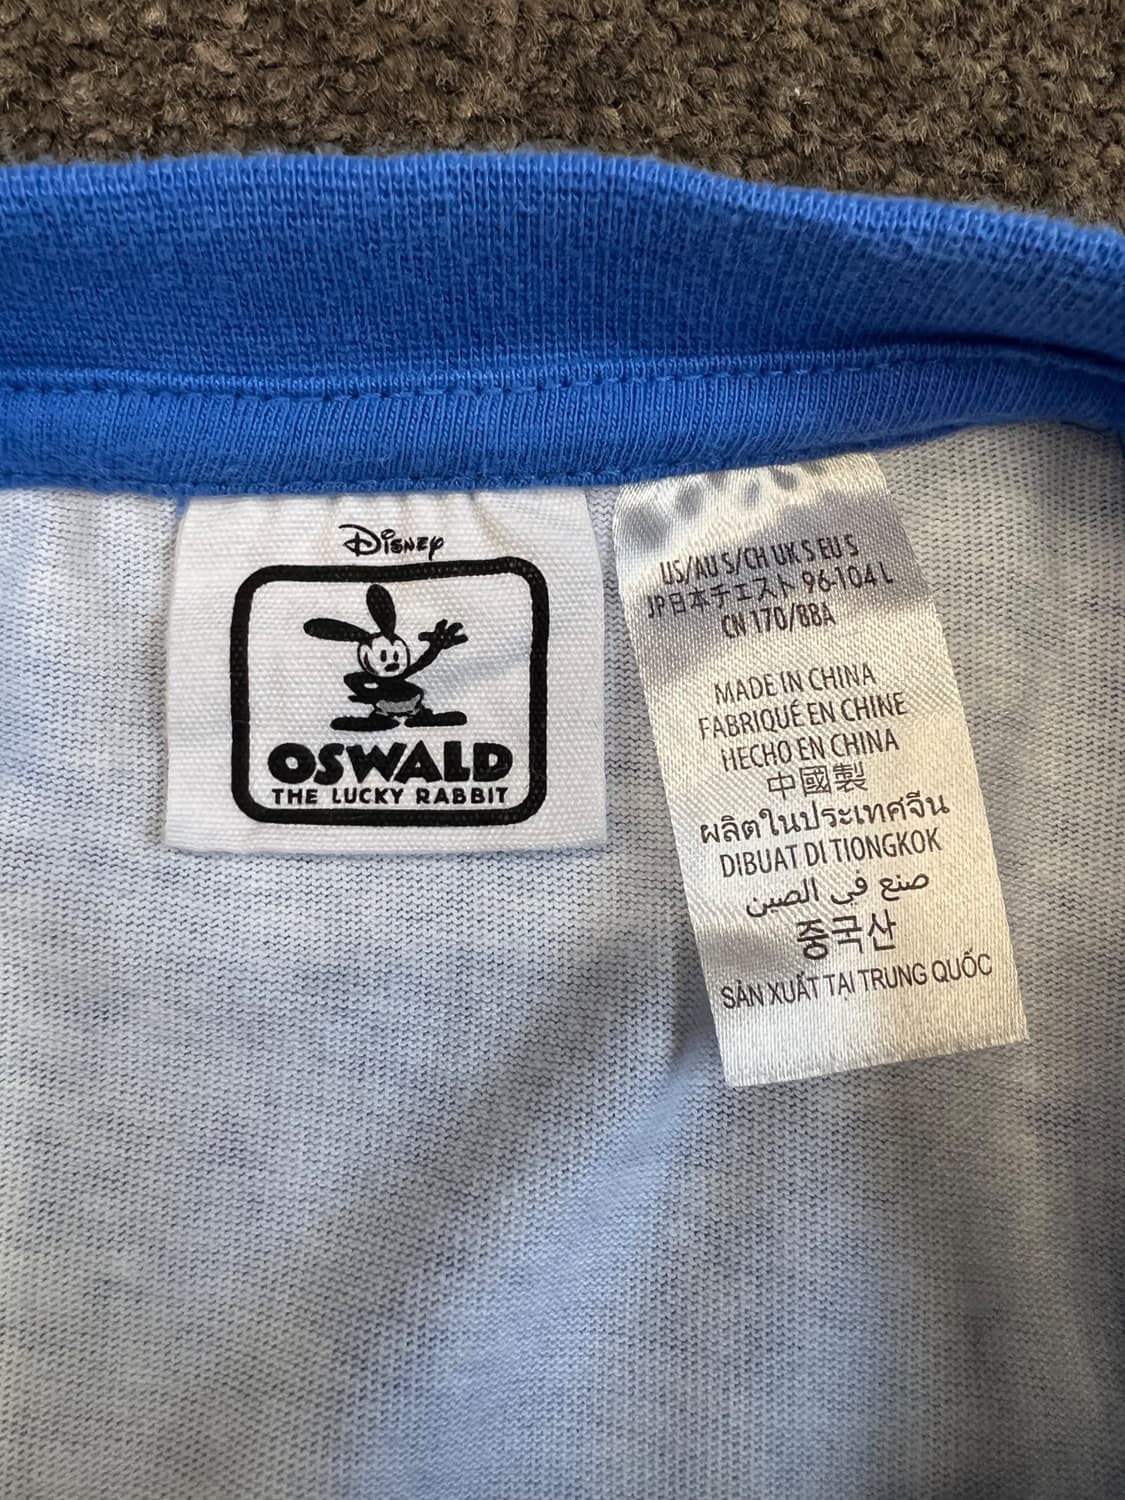 Disney
OSWALD
THE LUCKY RABBIT
US/AU S/CH UK S EU S
JP日本チェスト 96-104 L
CN 170/88A
MADE IN CHINA
FABRIQUÉ EN CHINE
HECHO EN CHINA
中國製
ผลิตในประเทศจีน
DIBUAT DI TIONGKOK
صنع في الصين
중국산
SẢN XUẤT TẠI TRUNG QUỐC